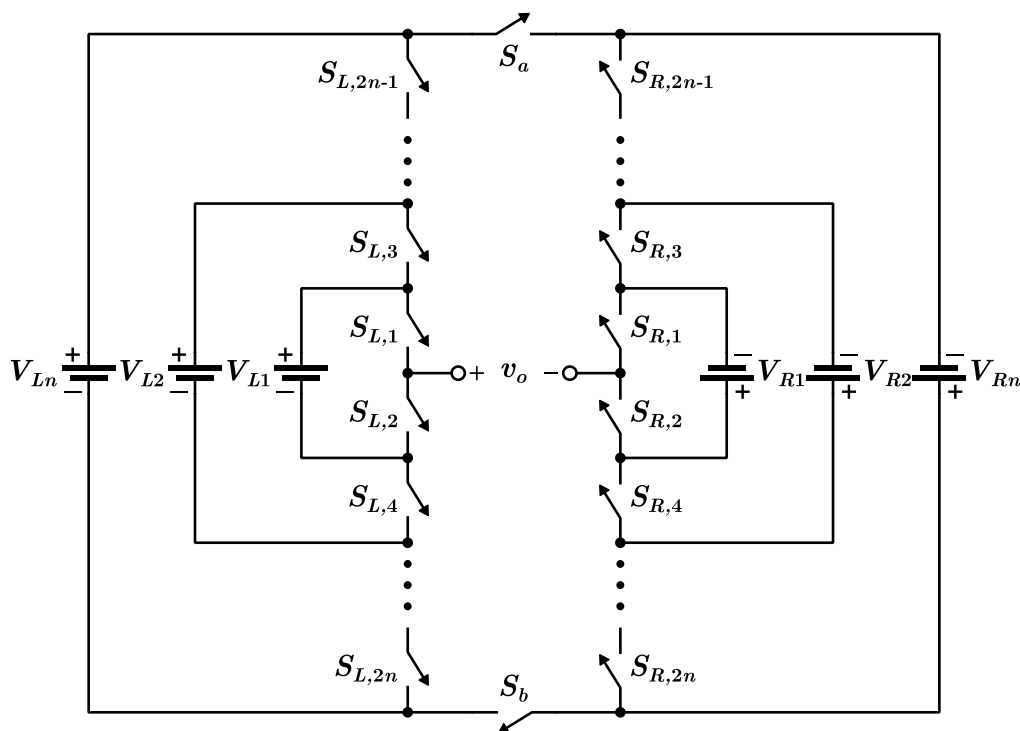 S_a
S_{L,2n-1} S_{R,2n-1}
S_{L,3} S_{R,3}
S_{L,1} S_{R,1}
+ + + − − −
V_{Ln} V_{L2} V_{L1} + v_o − V_{R1} V_{R2} V_{Rn}
− − − + + +
S_{L,2} S_{R,2}
S_{L,4} S_{R,4}
S_{L,2n} S_{R,2n}
S_b